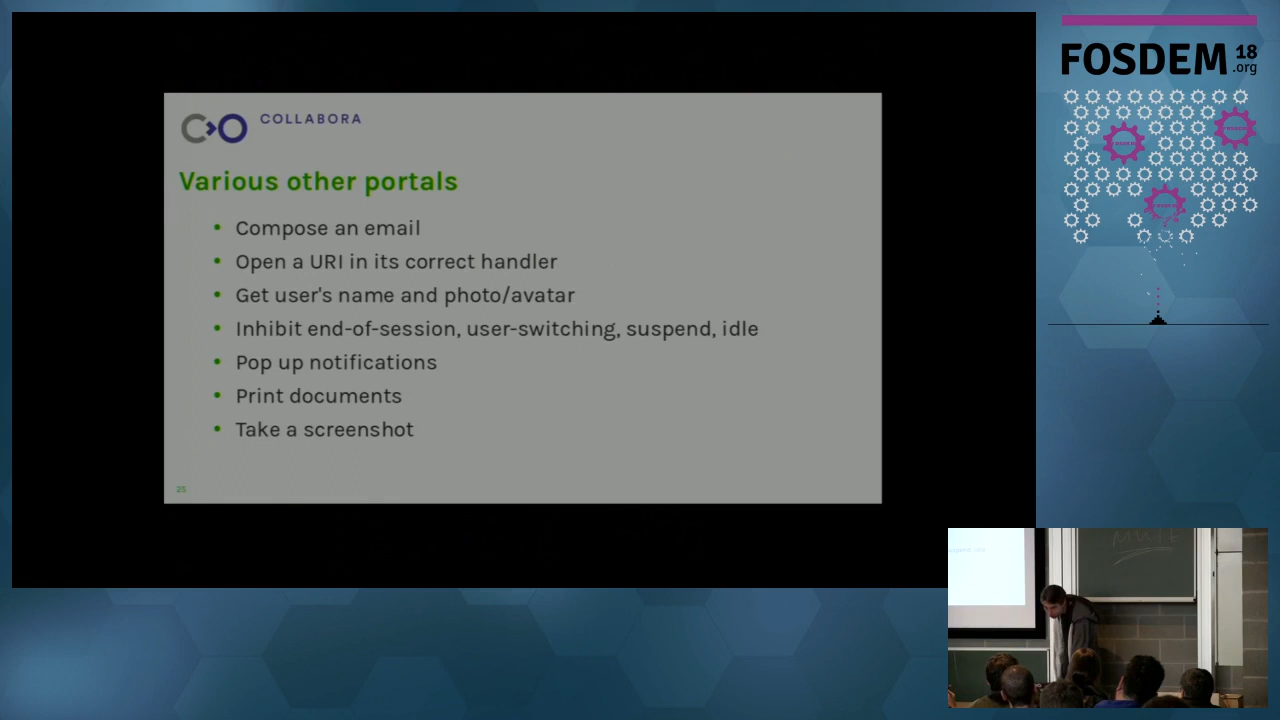 COLLABORA
Various other portals
• Compose an email
• Open a URI in its correct handler
• Get user's name and photo/avatar
• Inhibit end-of-session, user-switching, suspend, idle
• Pop up notifications
• Print documents
• Take a screenshot
25
FOSDEM 18
.org